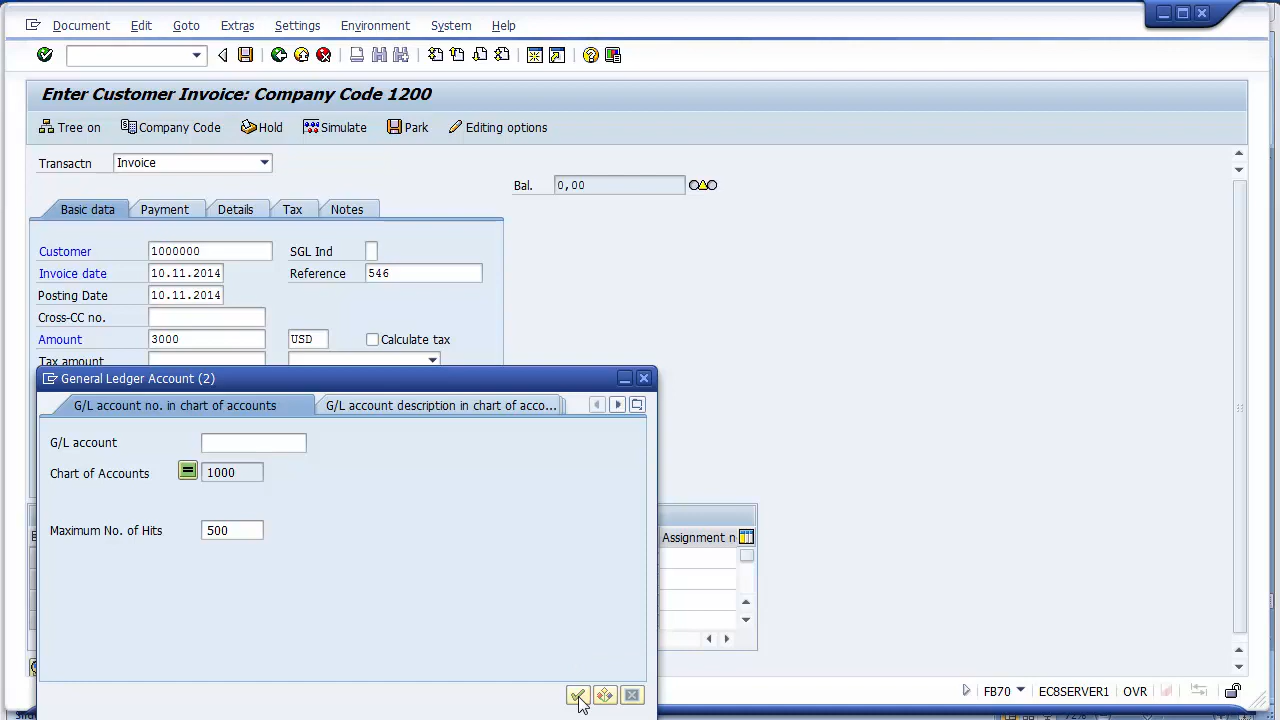 Document Edit Goto Extras Settings Environment System Help
Enter Customer Invoice: Company Code 1200
Tree on Company Code Hold Simulate Park Editing options
Transactn Invoice
Bal. 0,00
Basic data Payment Details Tax Notes
Customer 1000000 SGL Ind
Invoice date 10.11.2014 Reference 546
Posting Date 10.11.2014
Cross-CC no.
Amount 3000 USD Calculate tax
Tax amount
General Ledger Account (2)
G/L account no. in chart of accounts G/L account description in chart of acco...
G/L account
Chart of Accounts 1000
Maximum No. of Hits 500
Assignment n
FB70 EC8SERVER1 OVR